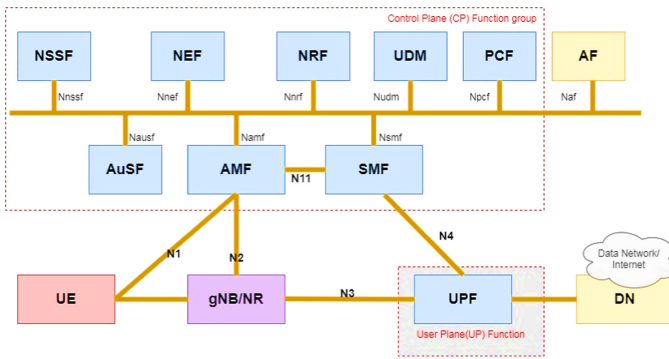 Control Plane (CP) Function group
NSSF
NEF
NRF
UDM
PCF
AF
Nnssf
Nnef
Nnrf
Nudm
Npcf
Naf
Nausf
Namf
Nsmf
AuSF
AMF
N11
SMF
N1
N2
N4
Data Network/
Internet
UE
gNB/NR
N3
UPF
DN
User Plane(UP) Function